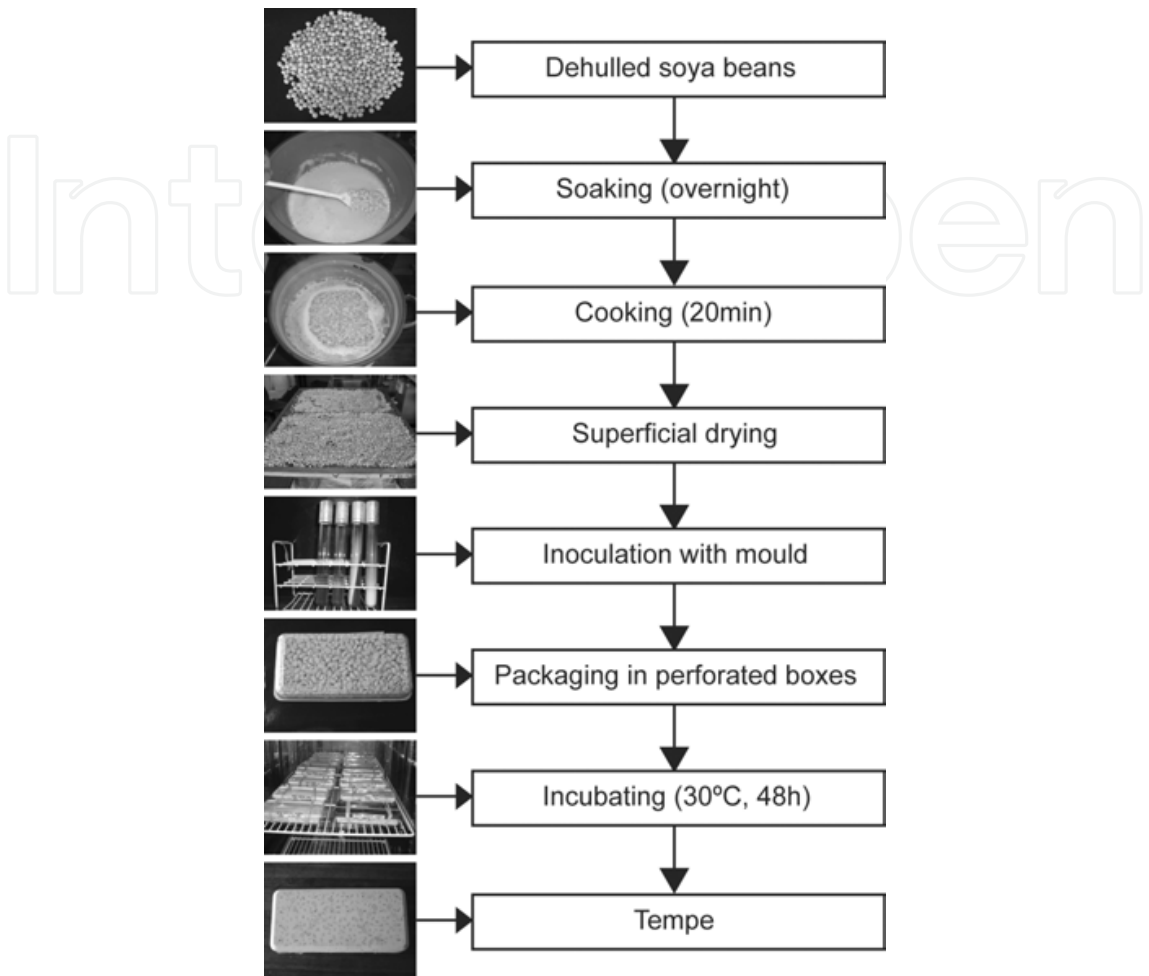 Dehulled soya beans
Soaking (overnight)
Cooking (20min)
Superficial drying
Inoculation with mould
Packaging in perforated boxes
Incubating (30ºC, 48h)
Tempe